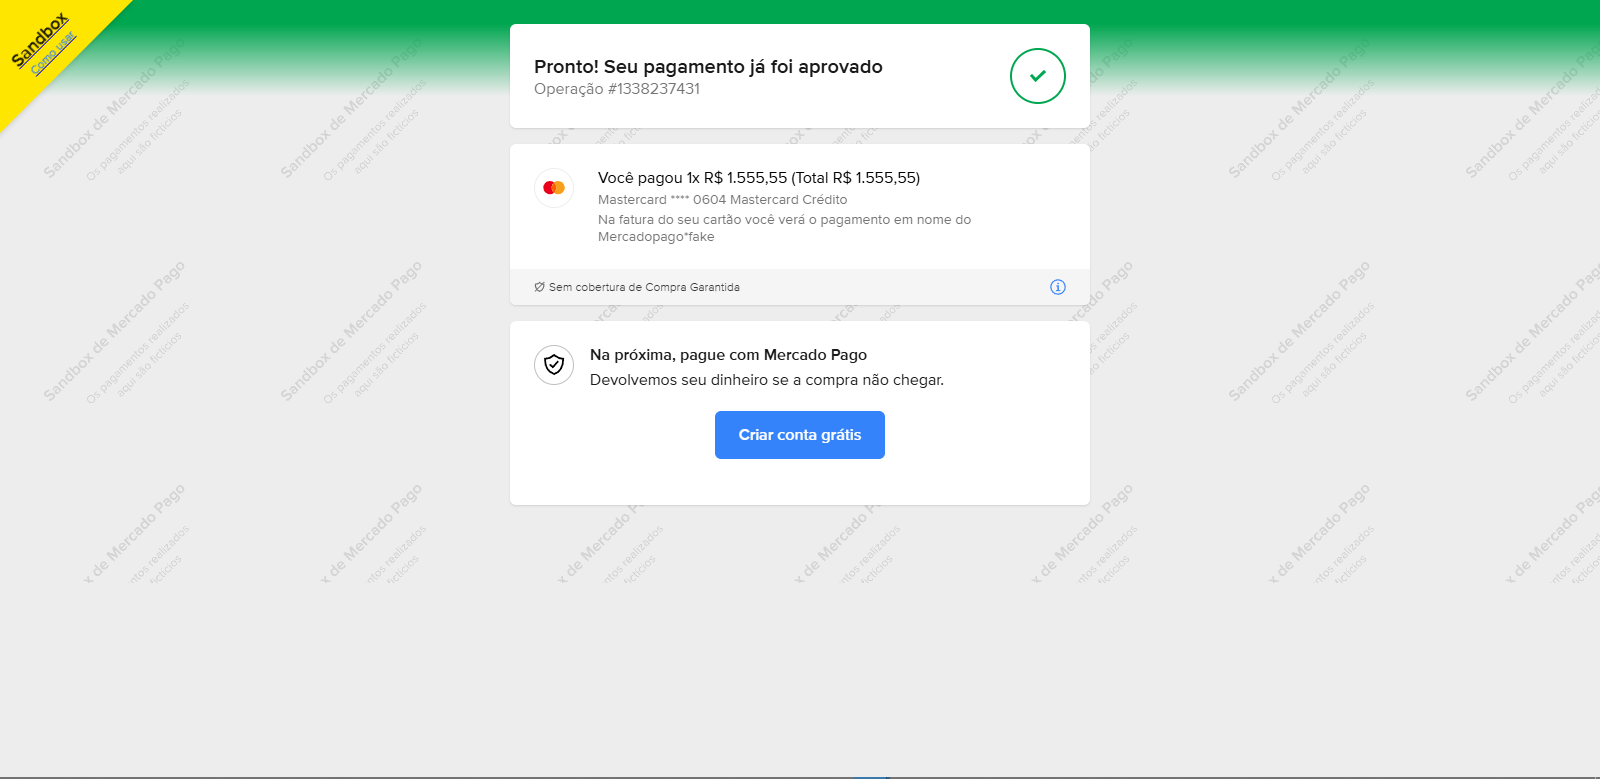 Sandbox
Como usar
Pronto! Seu pagamento já foi aprovado
Operação #1338237431
Você pagou 1x R$ 1.555,55 (Total R$ 1.555,55)
Mastercard **** 0604 Mastercard Crédito
Na fatura do seu cartão você verá o pagamento em nome do
Mercadopago*fake
Sem cobertura de Compra Garantida
Na próxima, pague com Mercado Pago
Devolvemos seu dinheiro se a compra não chegar.
Criar conta grátis
Sandbox de Mercado Pago
Os pagamentos realizados
aqui são fictícios